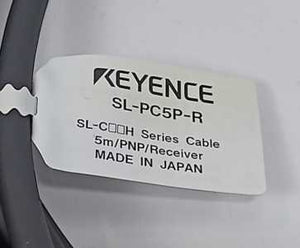 KEYENCE
SL-PC5P-R
SL-C□□H Series Cable
5m/PNP/Receiver
MADE IN JAPAN